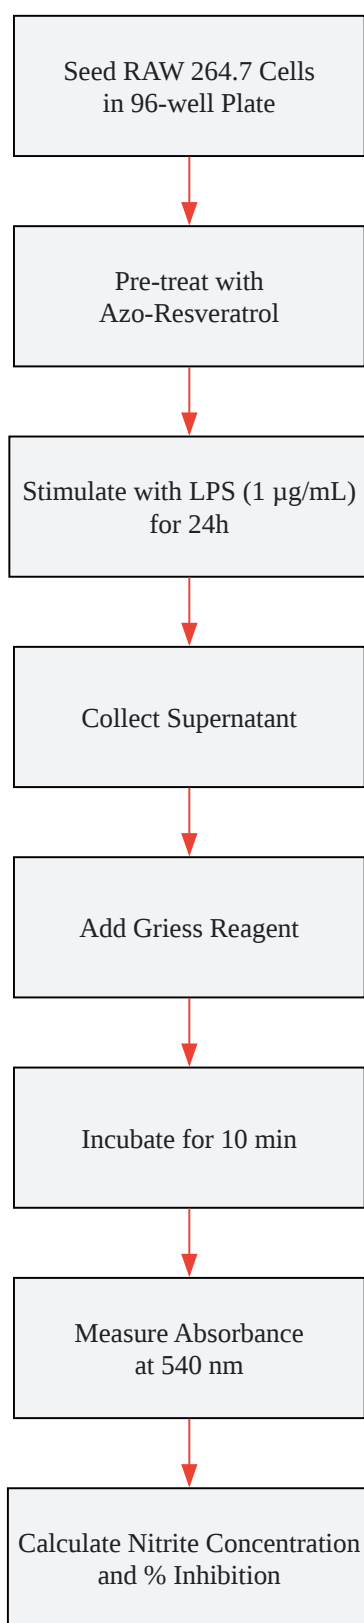 Seed RAW 264.7 Cells
in 96-well Plate
Pre-treat with
Azo-Resveratrol
Stimulate with LPS (1 µg/mL)
for 24h
Collect Supernatant
Add Griess Reagent
Incubate for 10 min
Measure Absorbance
at 540 nm
Calculate Nitrite Concentration
and % Inhibition